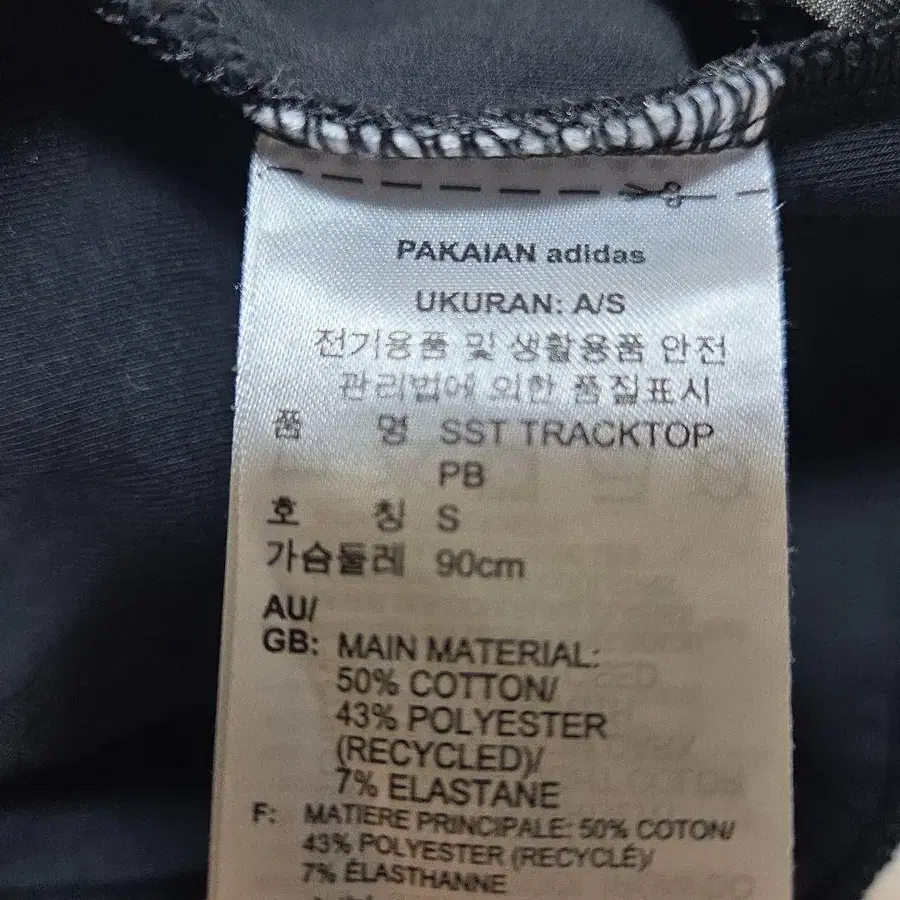 PAKAIAN adidas
UKURAN: A/S
전기용품 및 생활용품 안전
관리법에 의한 품질표시
품 명 SST TRACKTOP
PB
호 칭 S
가슴둘레 90cm
AU/
GB: MAIN MATERIAL:
50% COTTON/
43% POLYESTER
(RECYCLED)/
7% ELASTANE
F: MATIERE PRINCIPALE: 50% COTON/
43% POLYESTER (RECYCLÉ)/
7% ÉLASTHANNE